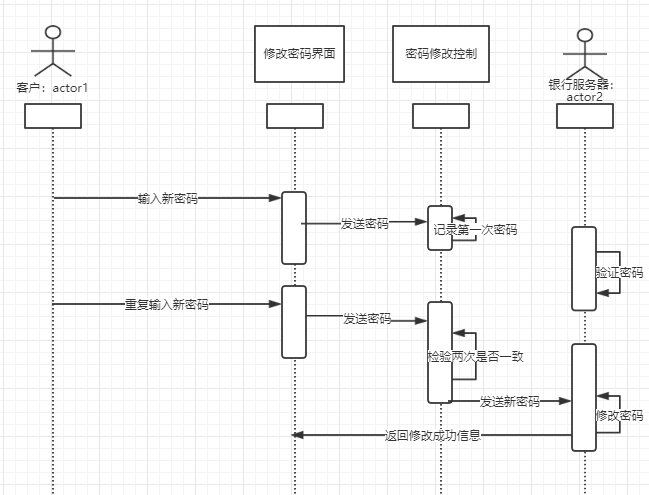 修改密码界面
密码修改控制
客户：actor1
银行服务器：
actor2
输入新密码
发送密码
记录第一次密码
验证密码
重复输入新密码
发送密码
检验两次是否一致
发送新密码
修改密码
返回修改成功信息